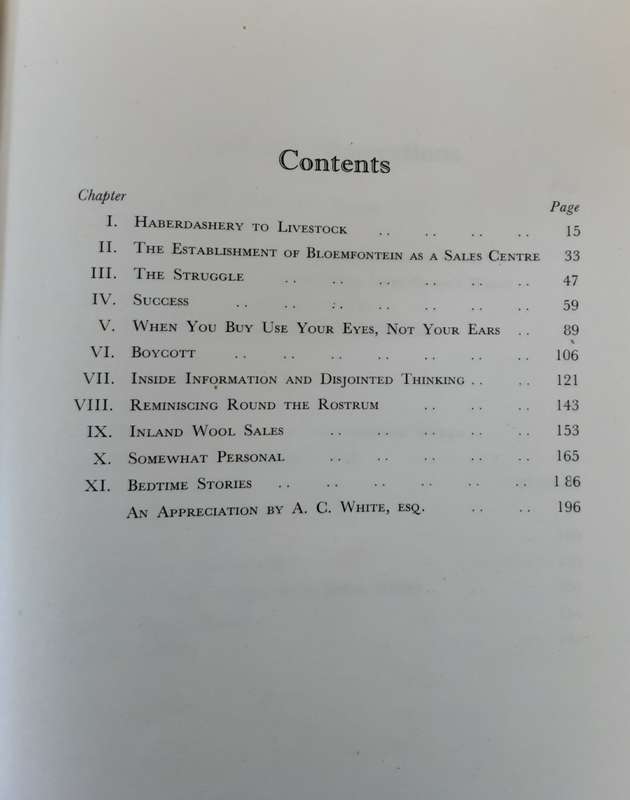 Contents
Chapter
Page
I. Haberdashery to Livestock .. .. .. .. 15
II. The Establishment of Bloemfontein as a Sales Centre 33
III. The Struggle .. .. .. .. .. .. 47
IV. Success .. .. .. .. .. .. .. 59
V. When You Buy Use Your Eyes, Not Your Ears .. 89
VI. Boycott .. .. .. .. .. .. .. 106
VII. Inside Information and Disjointed Thinking .. .. 121
VIII. Reminiscing Round the Rostrum .. .. .. 143
IX. Inland Wool Sales .. .. .. .. .. 153
X. Somewhat Personal .. .. .. .. .. 165
XI. Bedtime Stories .. .. .. .. .. .. 186
An Appreciation by A. C. White, esq. .. .. 196